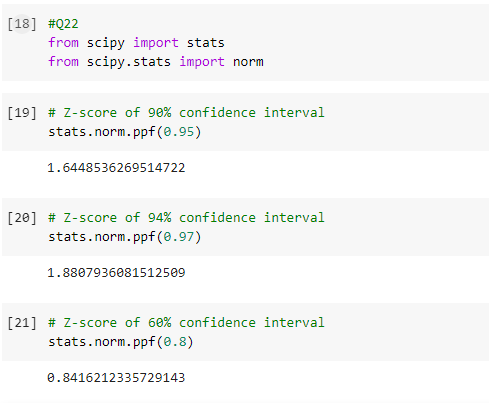 [18] #Q22
from scipy import stats
from scipy.stats import norm
[19] # Z-score of 90% confidence interval
stats.norm.ppf(0.95)
1.6448536269514722
[20] # Z-score of 94% confidence interval
stats.norm.ppf(0.97)
1.8807936081512509
[21] # Z-score of 60% confidence interval
stats.norm.ppf(0.8)
0.8416212335729143